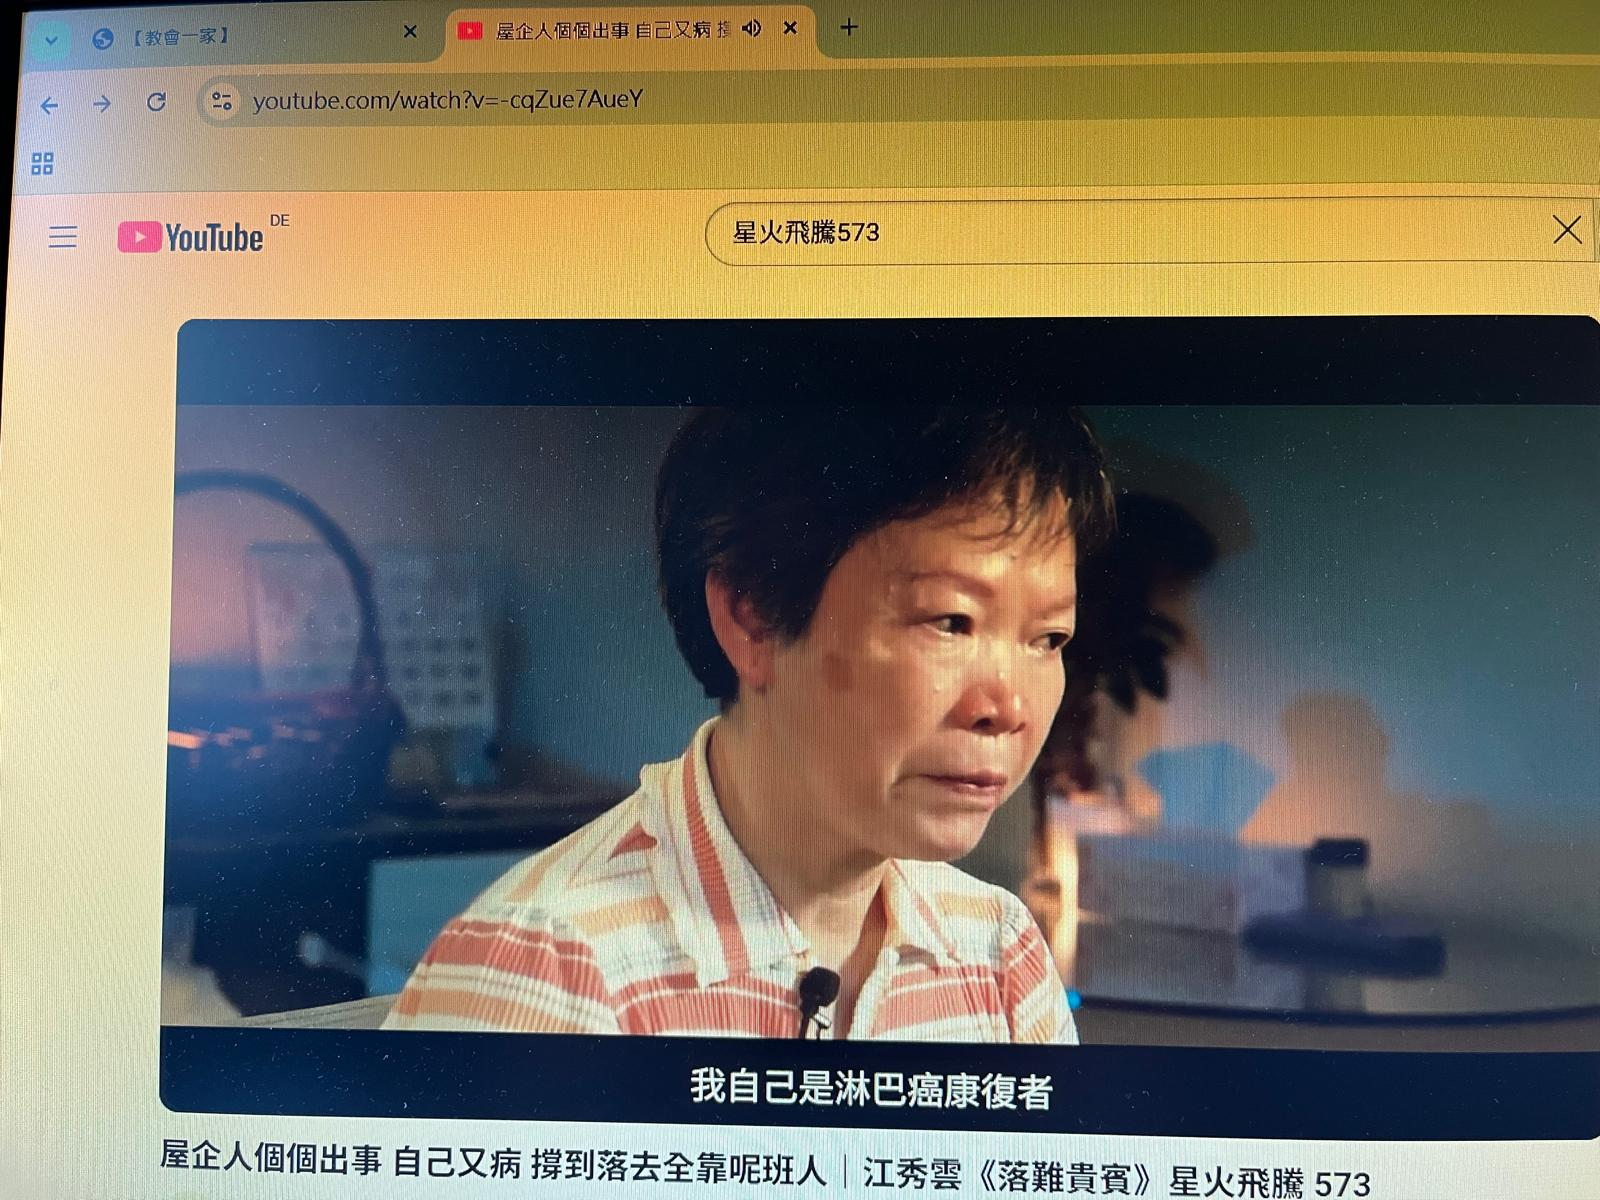 【教會一家】
屋企人個個出事 自己又病
youtube.com/watch?v=-cqZue7AueY
YouTube DE
星火飛騰573
我自己是淋巴癌康復者
屋企人個個出事 自己又病 撐到落去全靠呢班人｜江秀雲《落難貴賓》星火飛騰 573